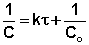 1/C = kτ + 1/C₀